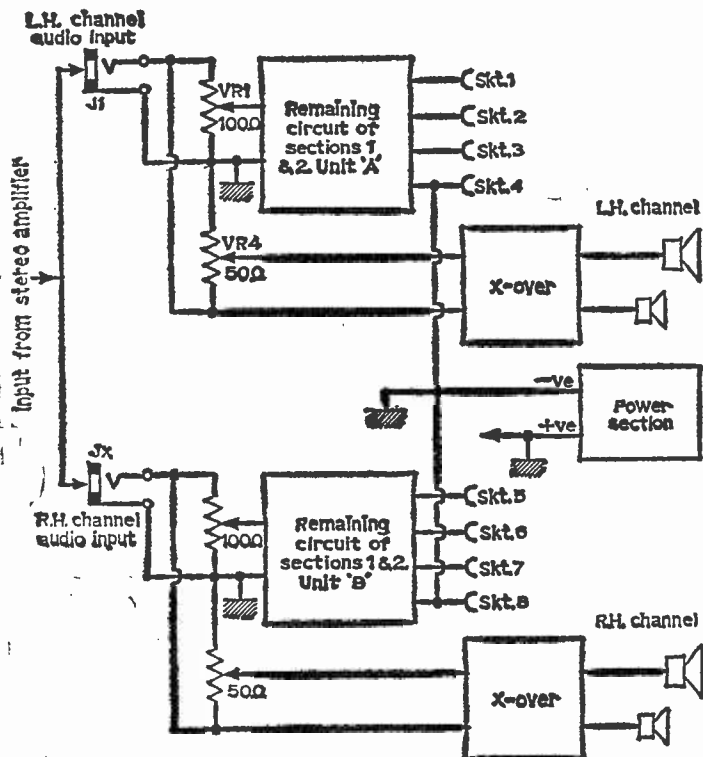 L.H. channel
audio input
J1
VR1
100Ω
Remaining
circuit of
sections 1
& 2. Unit 'A'
Skt.1
Skt.2
Skt.3
Skt.4
VR4
50Ω
X-over
L.H. channel
Input from stereo amplifier
-ve
+ve
Power
section
Jx
R.H. channel
audio input
100Ω
Remaining
circuit of
sections 1 & 2.
Unit 'B'
Skt.5
Skt.6
Skt.7
Skt.8
50Ω
X-over
R.H. channel